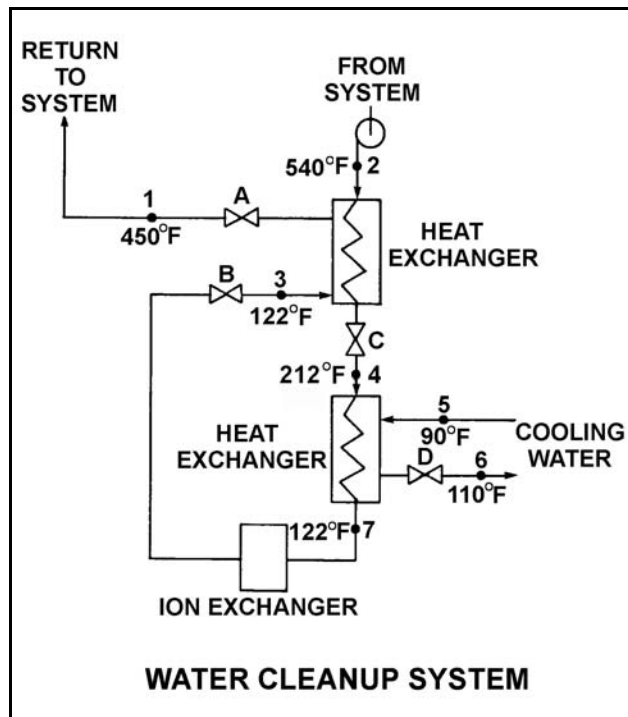 RETURN
TO
SYSTEM
FROM
SYSTEM
540°F 2
1
A
450°F
HEAT
EXCHANGER
B
3
122°F
C
212°F 4
HEAT
EXCHANGER
5
90°F
COOLING
WATER
D
6
110°F
122°F 7
ION EXCHANGER
WATER CLEANUP SYSTEM